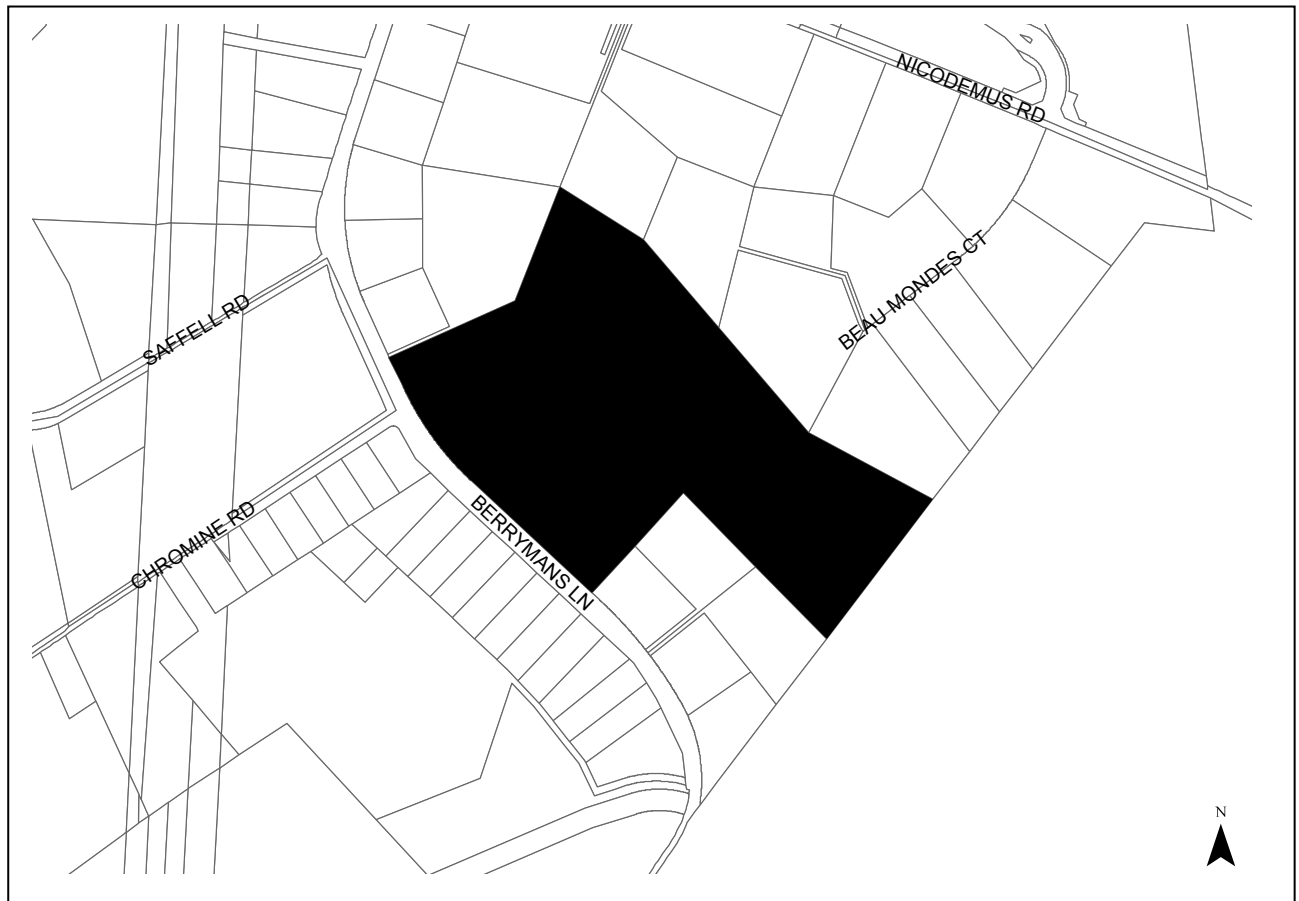 NICODEMUS RD
BEAU MONDES CT
SAFFELL RD
CHROMINE RD
BERRYMANS LN
N